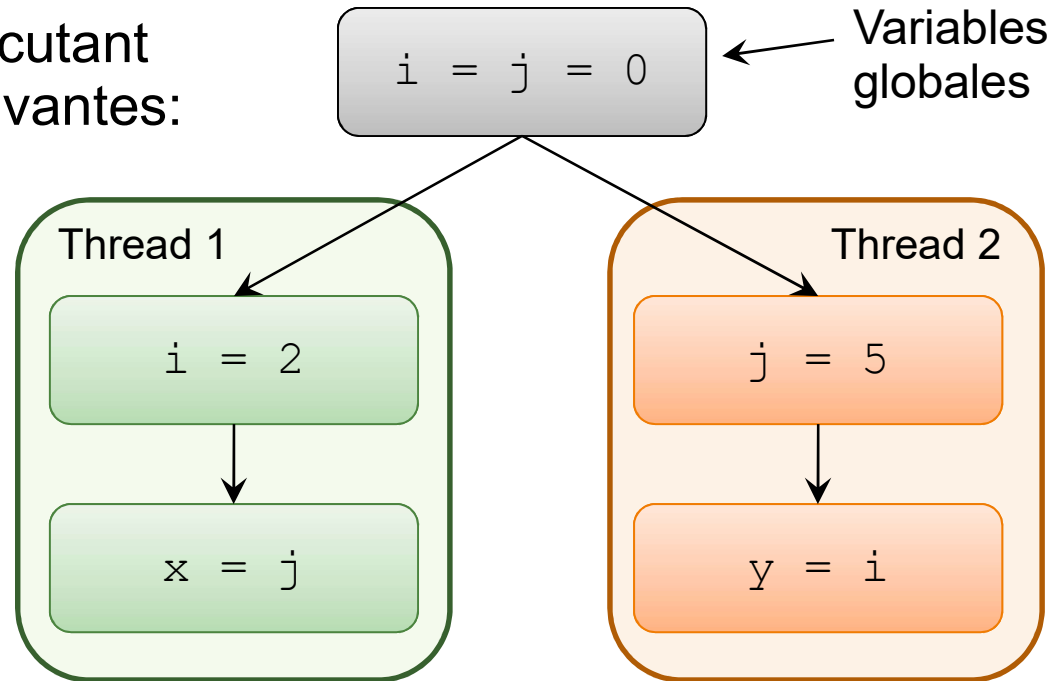 cutant
vantes:
i = j = 0
Variables
globales
Thread 1
i = 2
x = j
Thread 2
j = 5
y = i